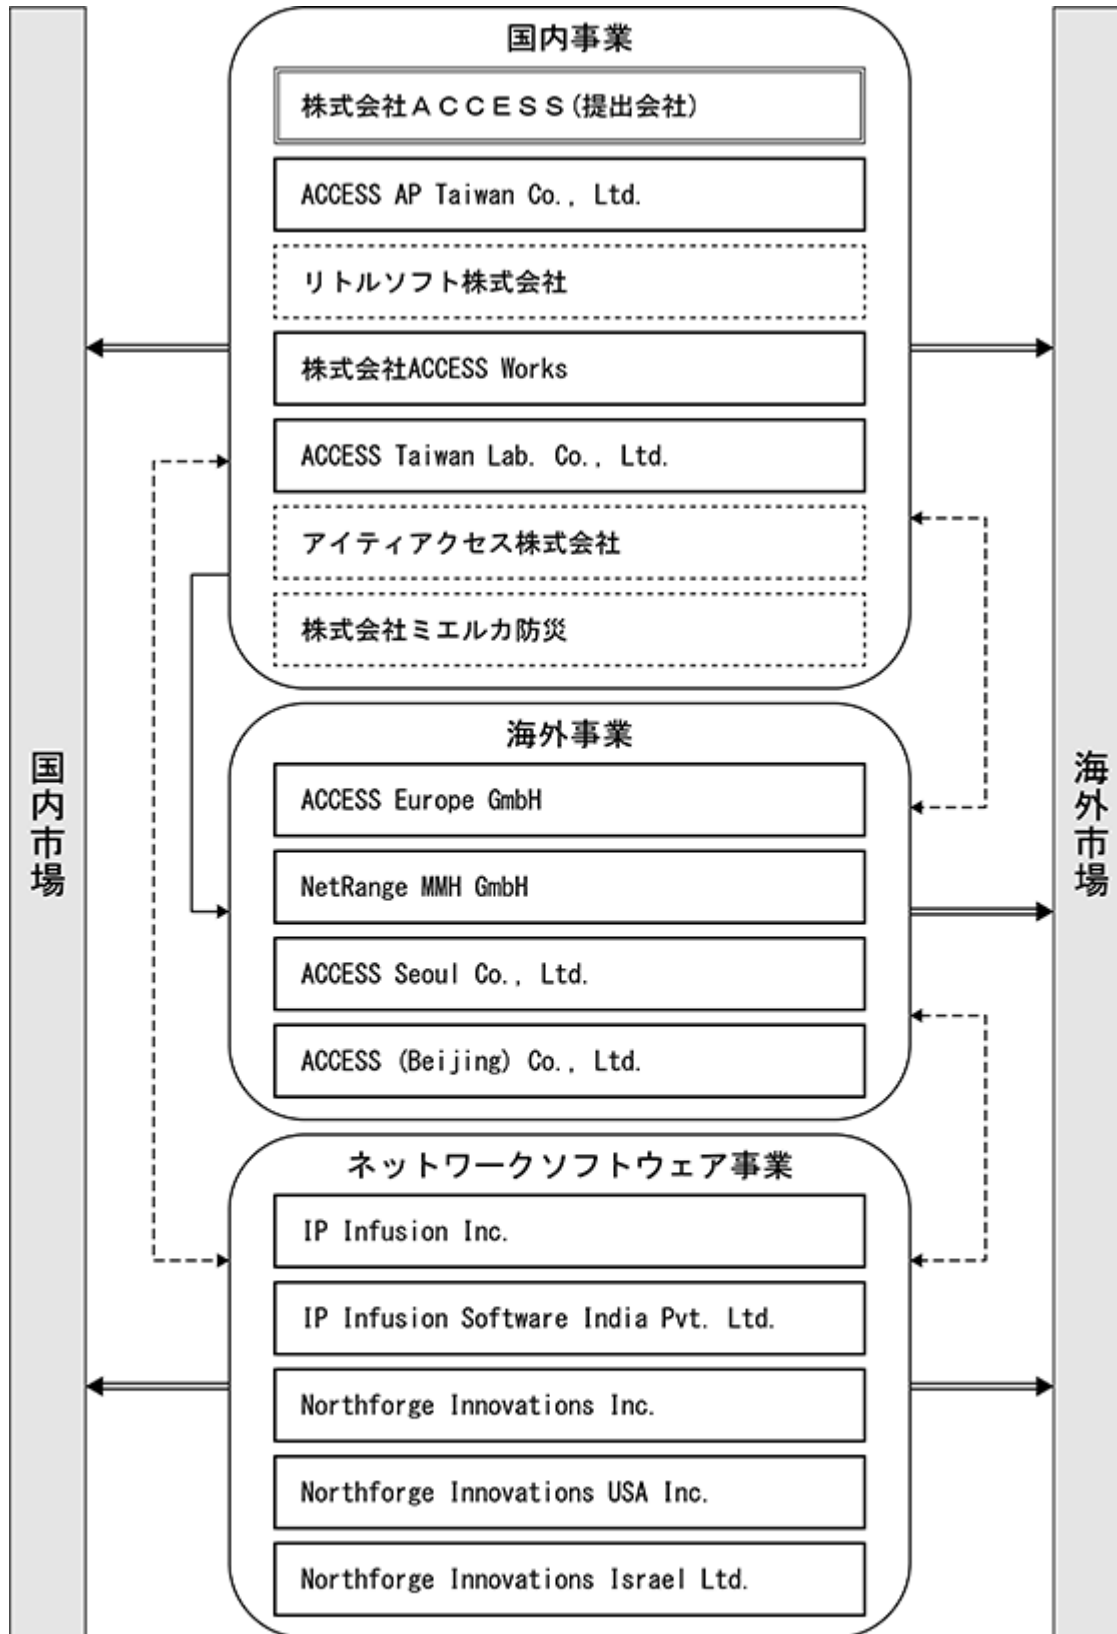 国内事業
株式会社ＡＣＣＥＳＳ(提出会社)
ACCESS AP Taiwan Co., Ltd.
リトルソフト株式会社
株式会社ACCESS Works
ACCESS Taiwan Lab. Co., Ltd.
アイティアクセス株式会社
株式会社ミエルカ防災
国内市場
海外市場
海外事業
ACCESS Europe GmbH
NetRange MMH GmbH
ACCESS Seoul Co., Ltd.
ACCESS (Beijing) Co., Ltd.
ネットワークソフトウェア事業
IP Infusion Inc.
IP Infusion Software India Pvt. Ltd.
Northforge Innovations Inc.
Northforge Innovations USA Inc.
Northforge Innovations Israel Ltd.